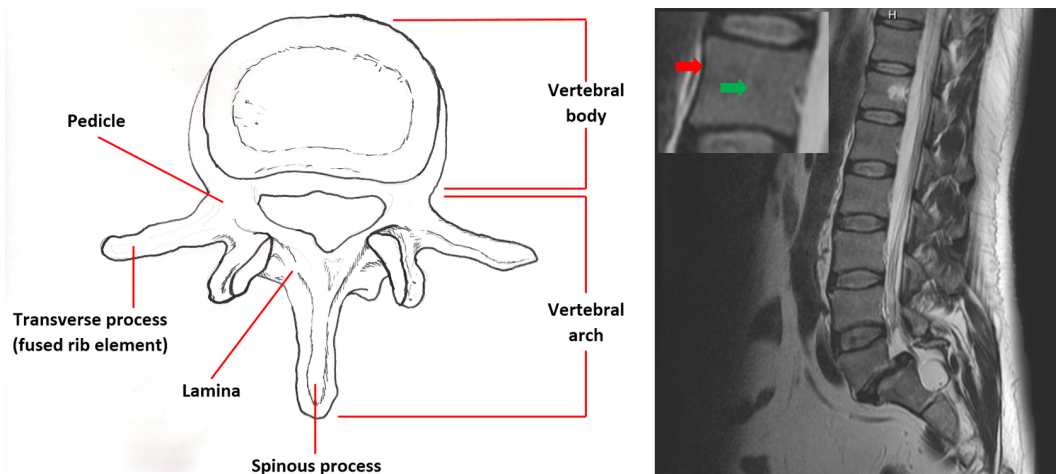 Pedicle
Vertebral
body
Transverse process
(fused rib element)
Lamina
Vertebral
arch
Spinous process
H